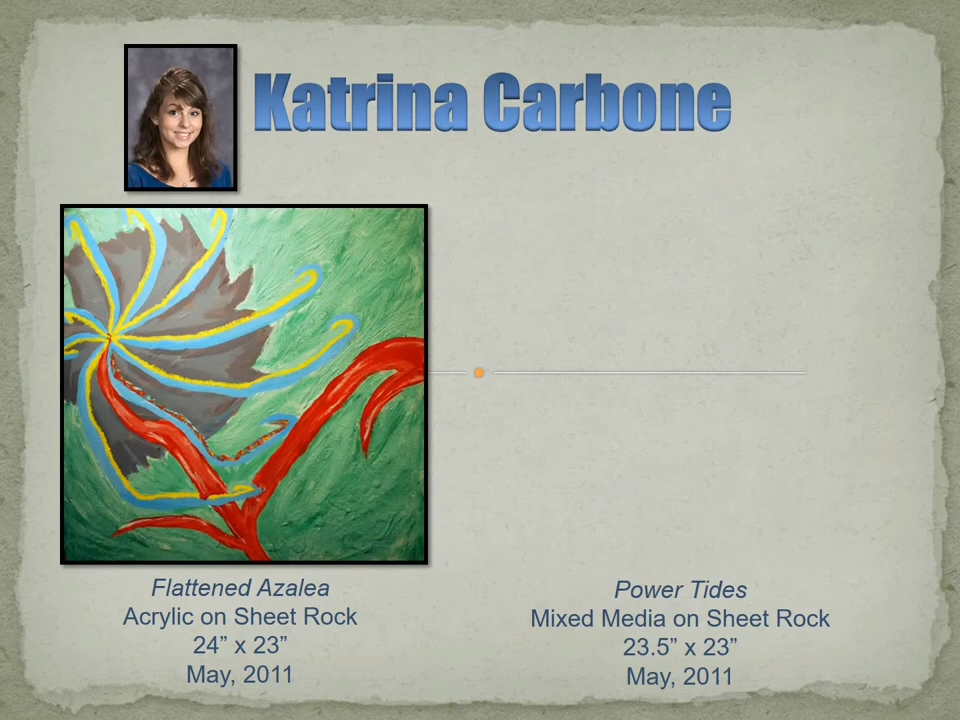 Katrina Carbone
Flattened Azalea
Acrylic on Sheet Rock
24” x 23”
May, 2011
Power Tides
Mixed Media on Sheet Rock
23.5” x 23”
May, 2011